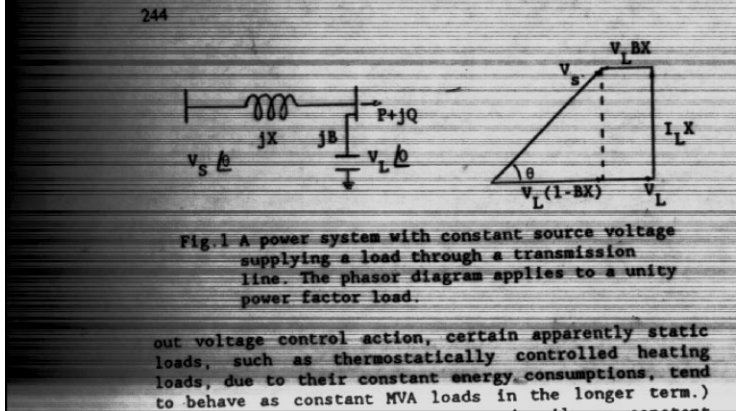 244
V_L BX
V_S
P+jQ
jX
jB
I_L X
V_S /θ
V_L /0
θ
V_L(1-BX)
V_L
Fig.1 A power system with constant source voltage
supplying a load through a transmission
line. The phasor diagram applies to a unity
power factor load.
out voltage control action, certain apparently static
loads, such as thermostatically controlled heating
loads, due to their constant energy consumptions, tend
to behave as constant MVA loads in the longer term.)